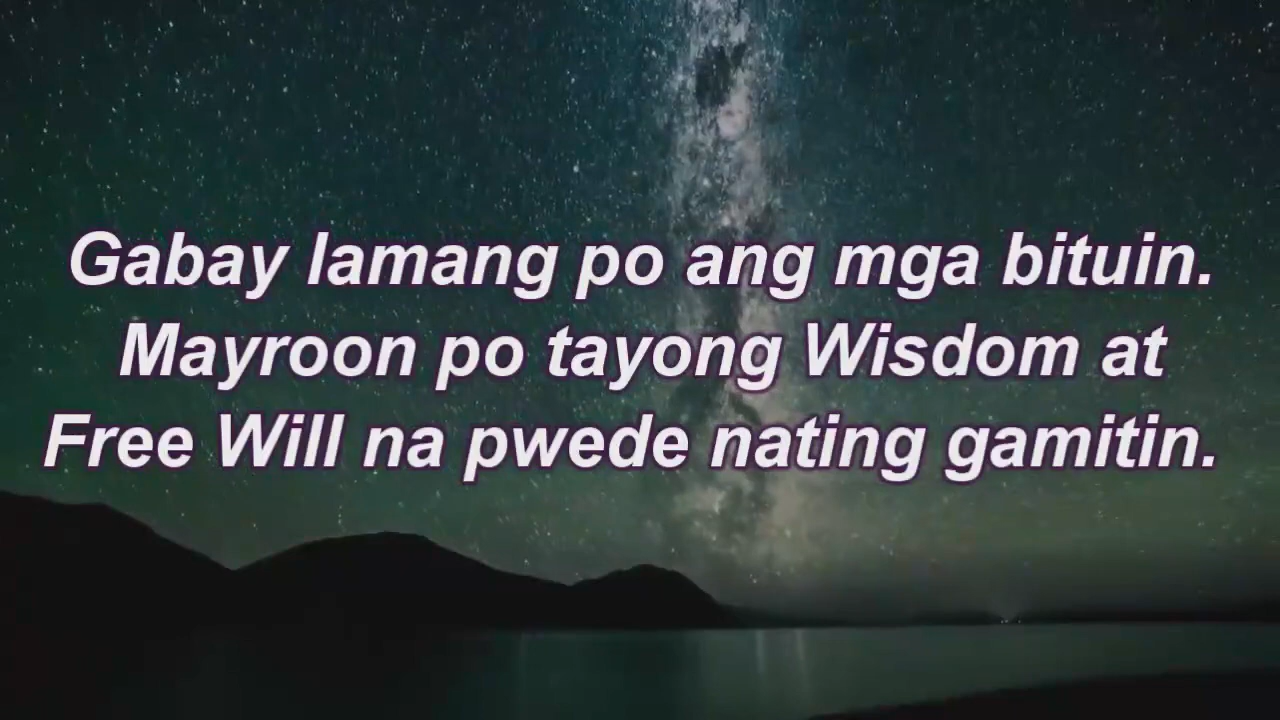 Gabay lamang po ang mga bituin.
Mayroon po tayong Wisdom at
Free Will na pwede nating gamitin.